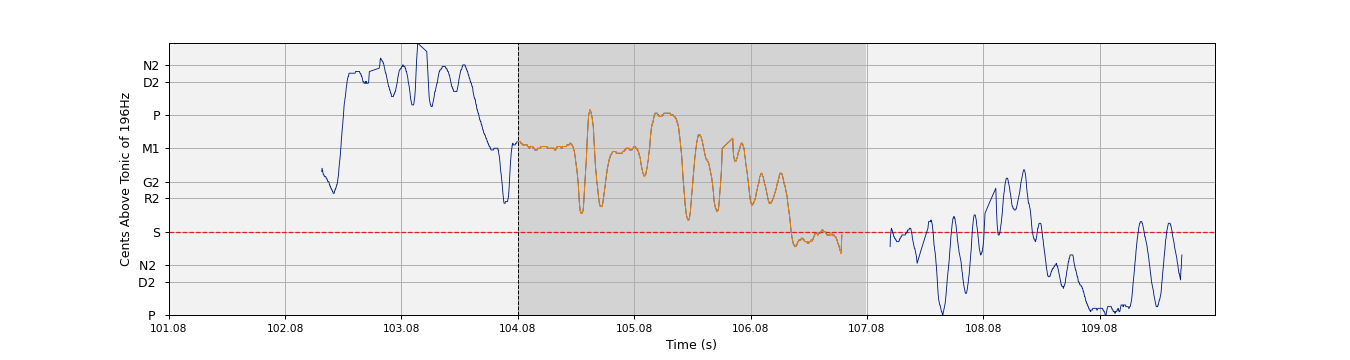 Cents Above Tonic of 196Hz
N2
D2
P
M1
G2
R2
S
N2
D2
P
101.08 102.08 103.08 104.08 105.08 106.08 107.08 108.08 109.08
Time (s)